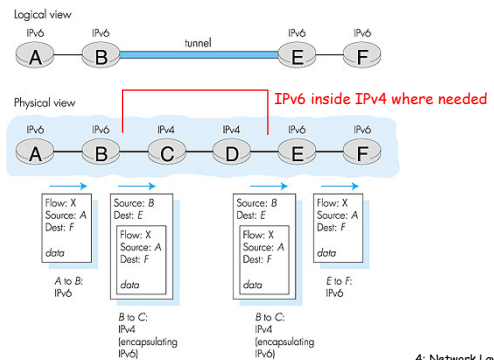 Logical view
IPv6 IPv6 tunnel IPv6 IPv6
A B E F
Physical view
IPv6 inside IPv4 where needed
IPv6 IPv6 IPv4 IPv4 IPv6 IPv6
A B C D E F
Flow: X
Source: A
Dest: F
data
A to B:
IPv6
Source: B
Dest: E
Flow: X
Source: A
Dest: F
data
B to C:
IPv4
(encapsulating
IPv6)
Source: B
Dest: E
Flow: X
Source: A
Dest: F
data
B to C:
IPv4
(encapsulating
IPv6)
Flow: X
Source: A
Dest: F
data
E to F:
IPv6
4: Network